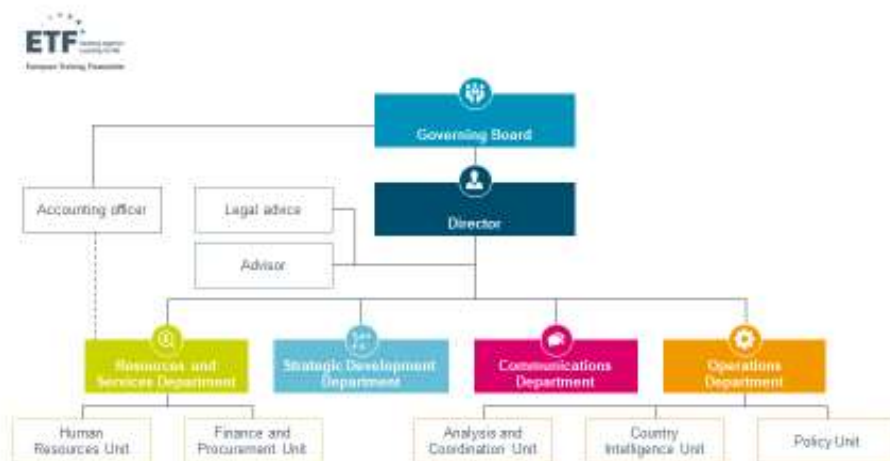 ETF
European Training Foundation
Governing Board
Accounting officer
Legal advice
Director
Advisor
Resources and
Services Department
Strategic Development
Department
Communications
Department
Operations
Department
Human
Resources Unit
Finance and
Procurement Unit
Analysis and
Coordination Unit
Country
Intelligence Unit
Policy Unit